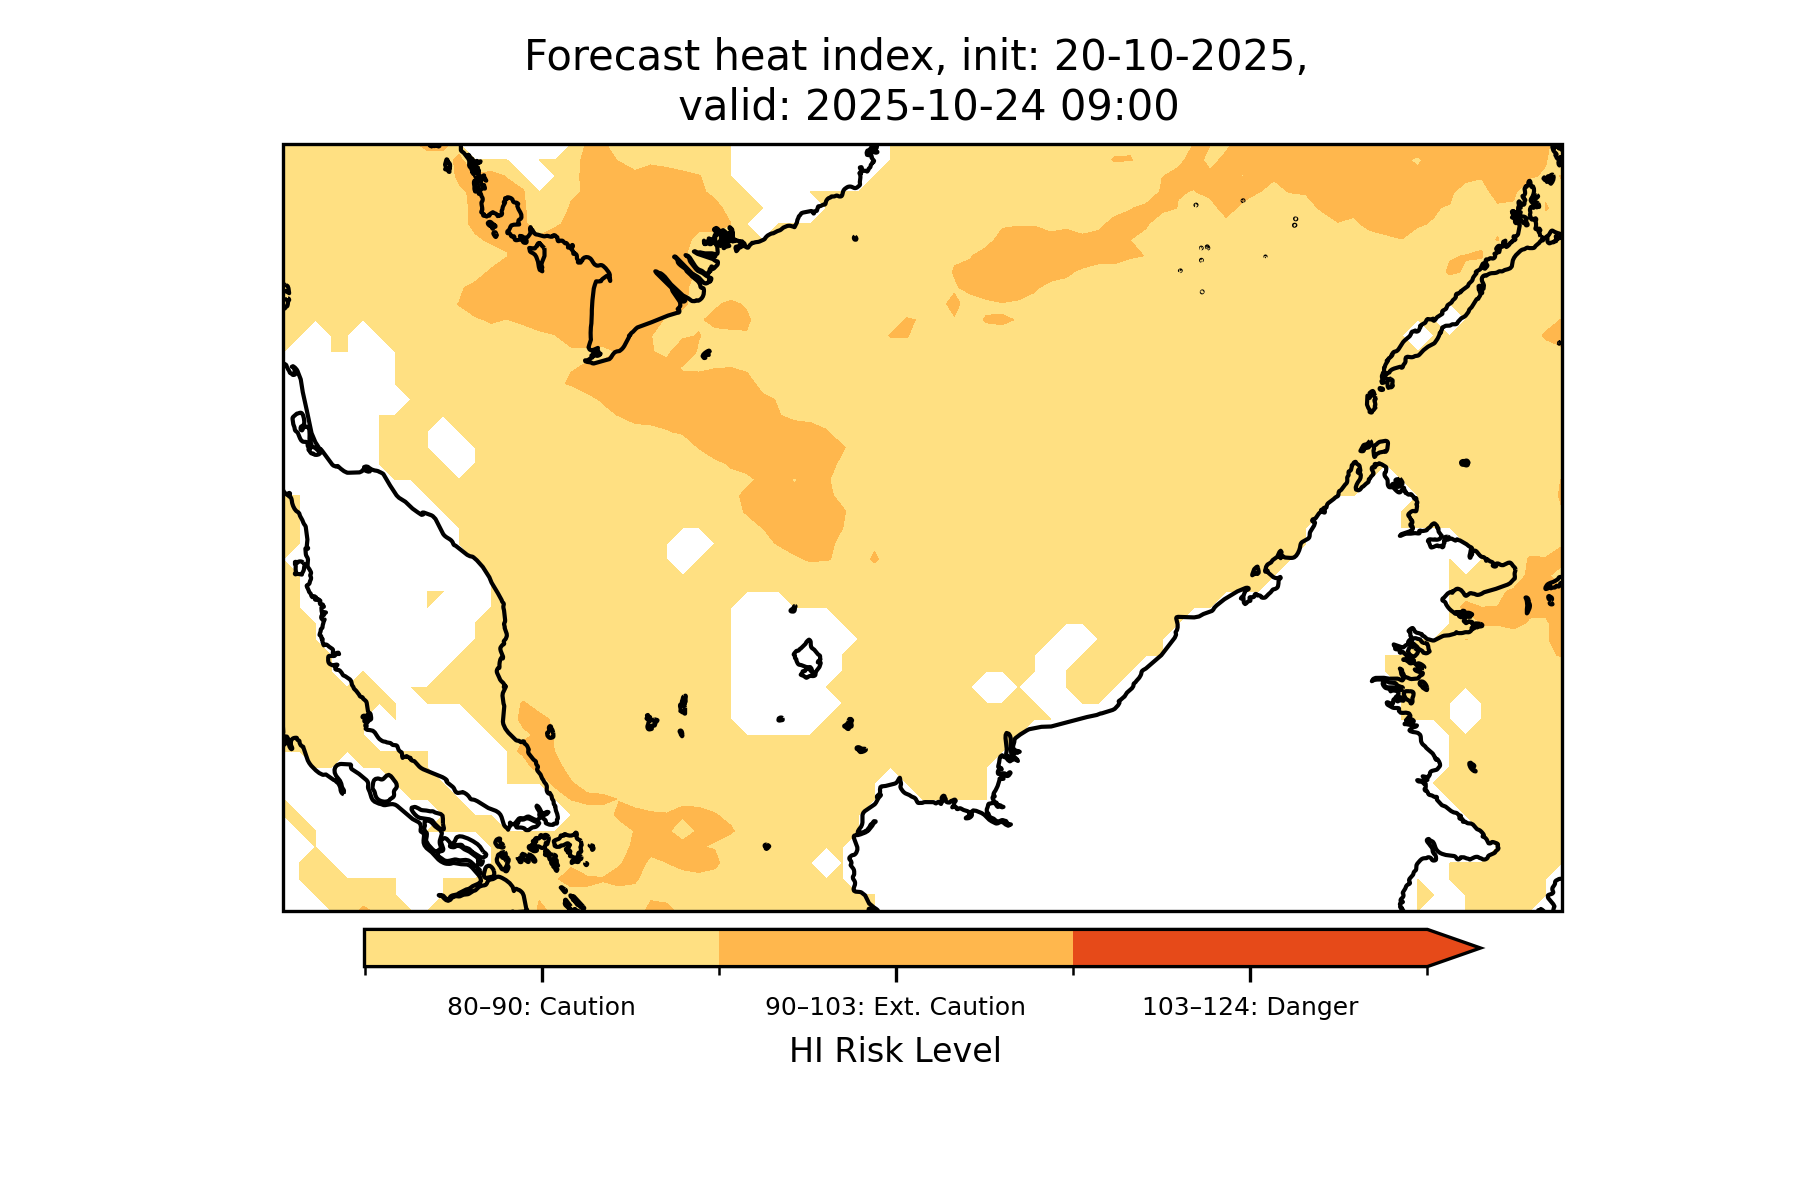 Forecast heat index, init: 20-10-2025,
valid: 2025-10-24 09:00
80–90: Caution
90–103: Ext. Caution
103–124: Danger
HI Risk Level